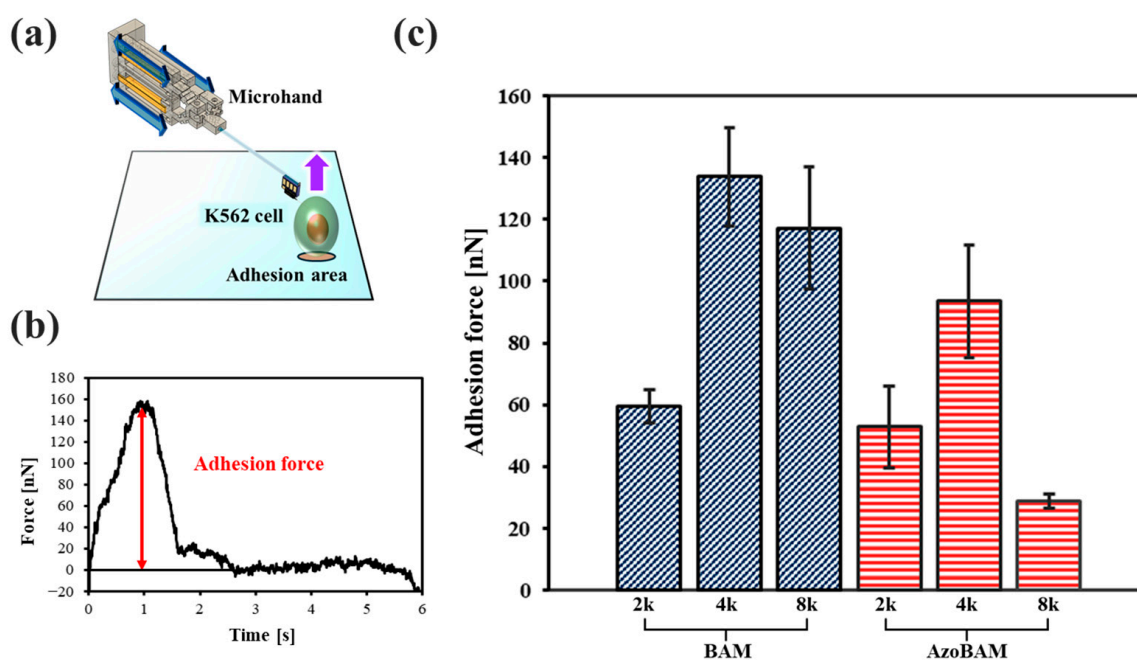 (a)
Microhand
K562 cell
Adhesion area
(b)
Force [nN]
180
160
140
120
100
80
60
40
20
0
−20
Adhesion force
0 1 2 3 4 5 6
Time [s]
(c)
Adhesion force [nN]
160
140
120
100
80
60
40
20
0
2k 4k 8k 2k 4k 8k
BAM AzoBAM